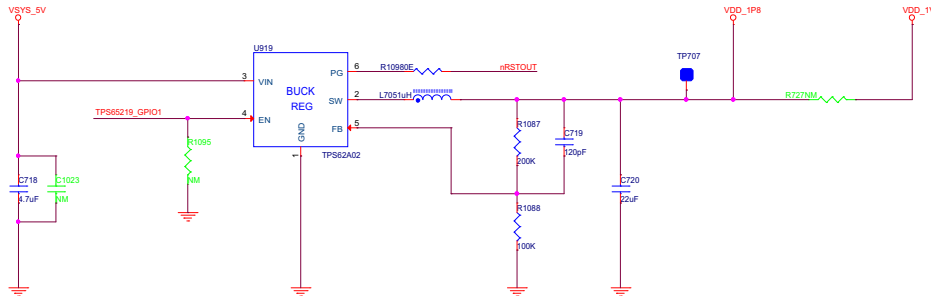 VSYS_5V
VDD_1P8
VDD_1
U919
TP707
3
VIN
BUCK
REG
PG
6
R10980E
nRSTOUT
SW
2
L7051uH
R727NM
TPS65219_GPIO1
4
EN
GND
FB
5
1
TPS62A02
R1095
NM
R1087
200K
C719
120pF
C718
4.7uF
C1023
NM
C720
22uF
R1088
100K